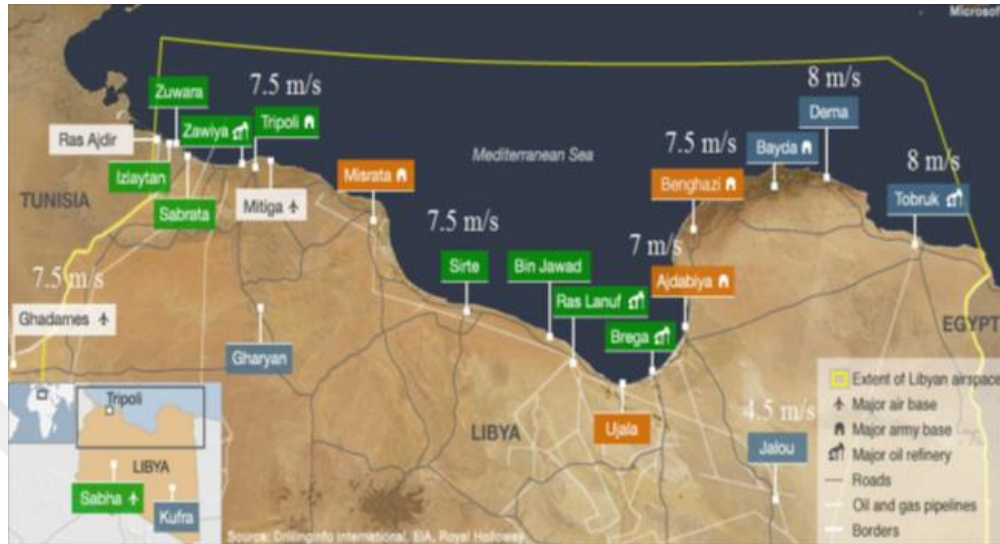 Microsoft
8 m/s
7.5 m/s
Zuwara
Derna
Zawiya
Tripoli
Ras Ajdir
7.5 m/s
Bayda
Mediterranean Sea
8 m/s
Izlaytan
Misrata
Benghazi
TUNISIA
Sabrata
Mitiga
Tobruk
7.5 m/s
7 m/s
Sirte
Bin Jawad
7.5 m/s
Ajdabiya
Ras Lanuf
Ghadames
Brega
EGYPT
Gharyan
Extent of Libyan airspace
Tripoli
Major air base
4.5 m/s
LIBYA
Ujala
Major army base
Jalou
Major oil refinery
LIBYA
Roads
Sabha
Oil and gas pipelines
Kufra
Borders
Source: Drillinginfo International, EIA, Royal Holloway